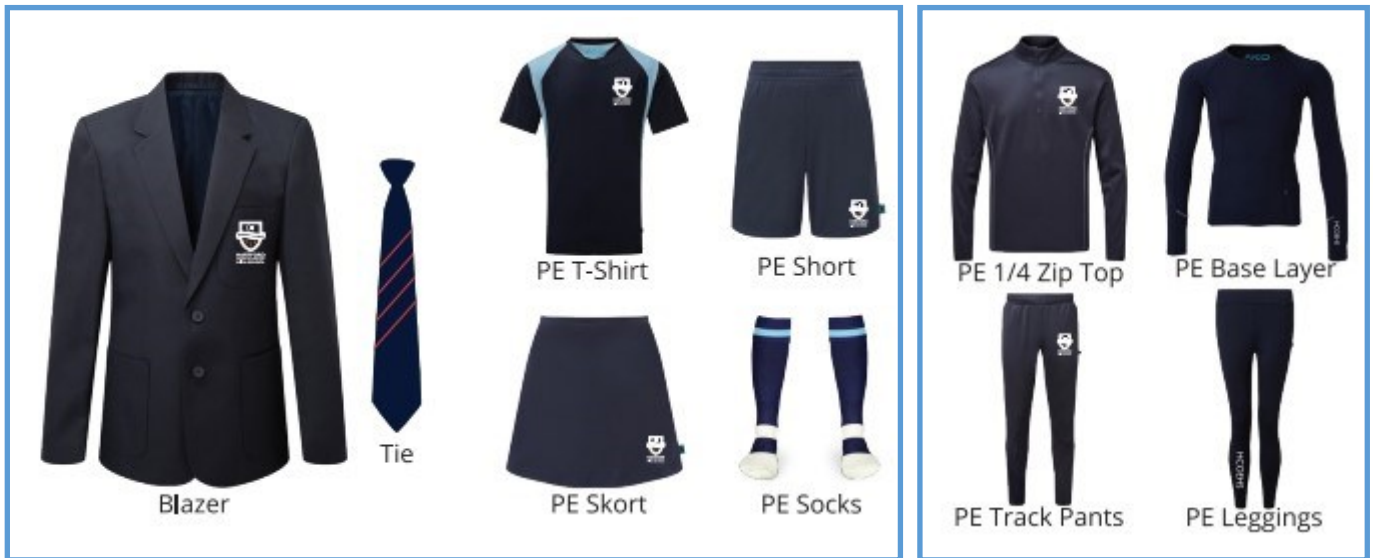 Blazer
Tie
PE T-Shirt
PE Short
PE Skort
PE Socks
PE 1/4 Zip Top
PE Base Layer
PE Track Pants
PE Leggings